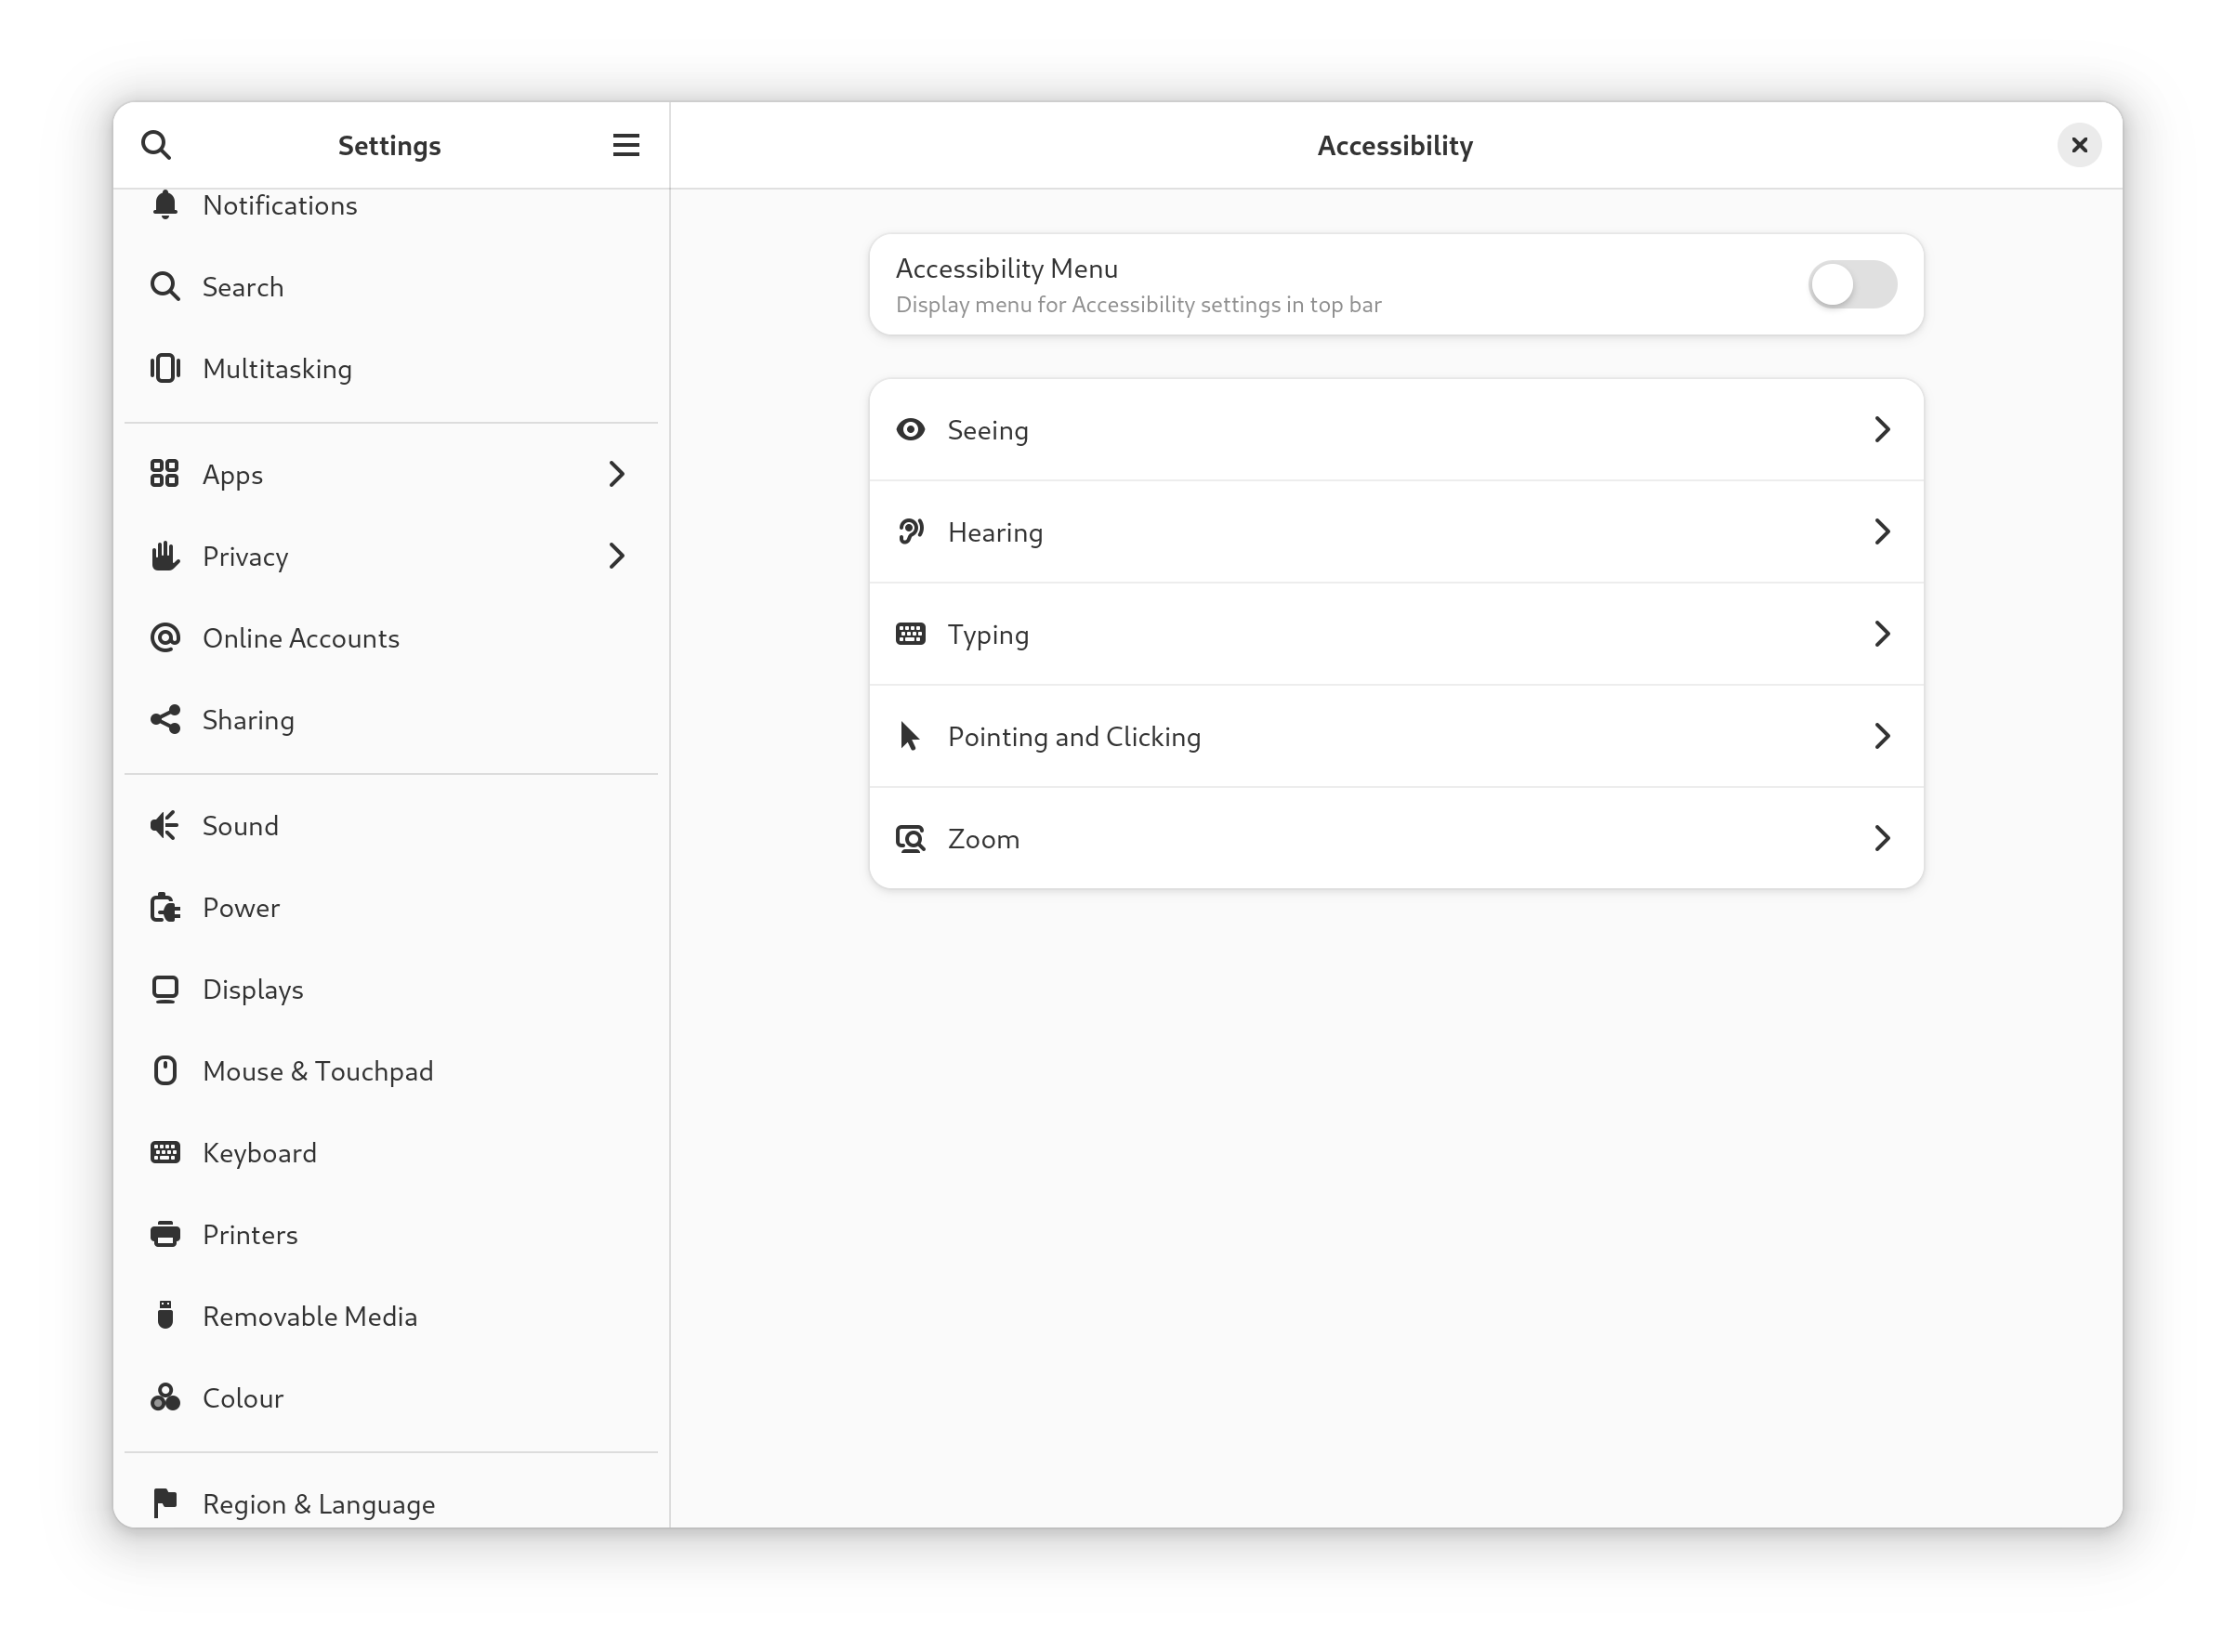 Settings
Notifications
Search
Multitasking
Apps
Privacy
Online Accounts
Sharing
Sound
Power
Displays
Mouse & Touchpad
Keyboard
Printers
Removable Media
Colour
Region & Language
Accessibility
Accessibility Menu
Display menu for Accessibility settings in top bar
Seeing
Hearing
Typing
Pointing and Clicking
Zoom